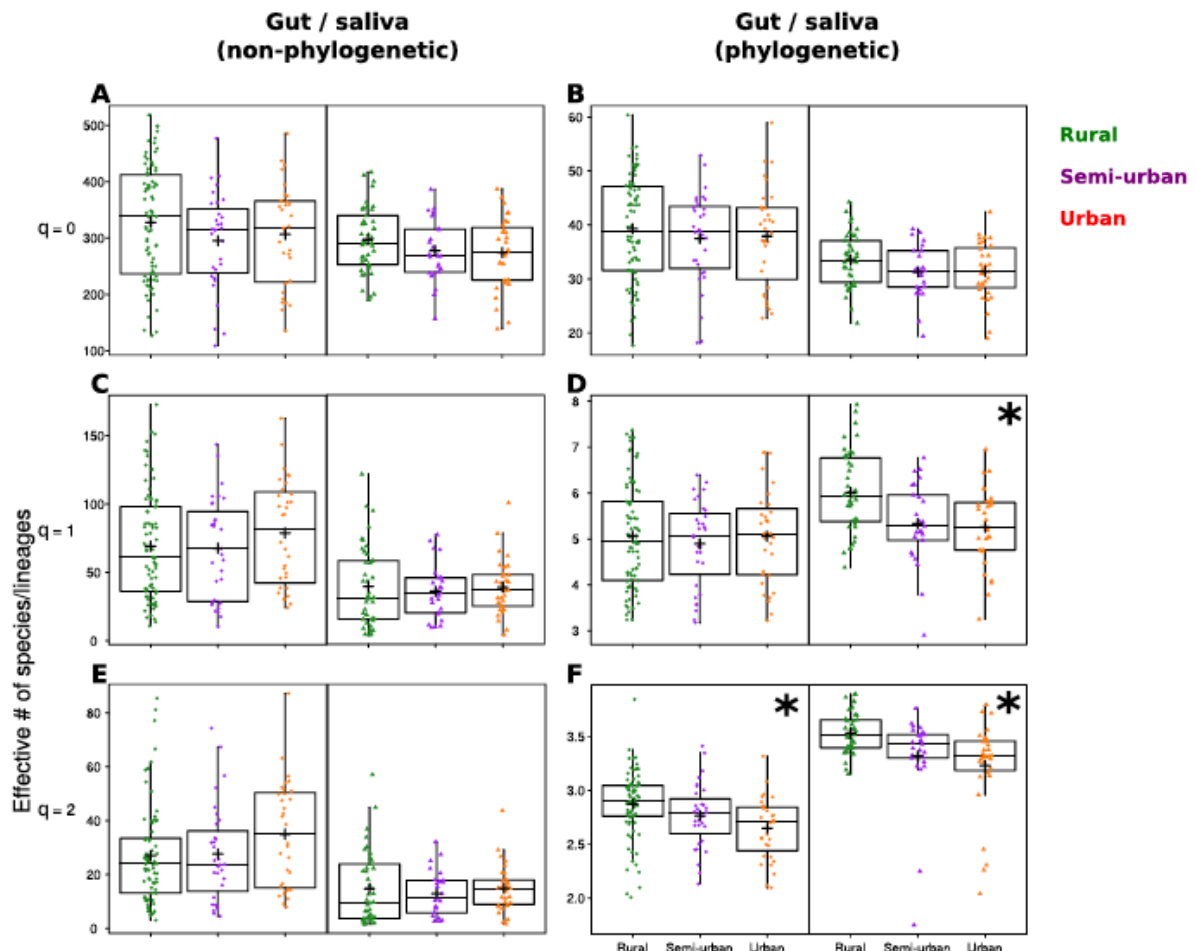 Gut / saliva
(non-phylogenetic)
Gut / saliva
(phylogenetic)
A
B
Rural
Semi-urban
Urban
500
400
300
200
100
q = 0
60
50
40
30
20
C
D
150
100
50
0
q = 1
8
7
6
5
4
3
*
Effective # of species/lineages
E
F
80
60
40
20
0
q = 2
3.5
3.0
2.5
2.0
*
*
Rural Semi-urban Urban Rural Semi-urban Urban